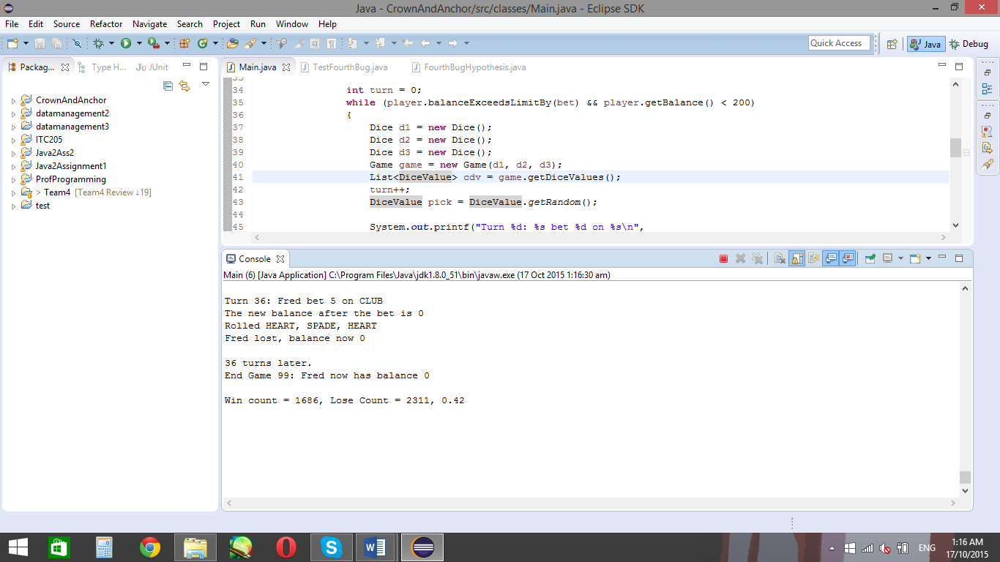 Java - CrownAndAnchor/src/classes/Main.java - Eclipse SDK
File Edit Source Refactor Navigate Search Project Run Window Help
Quick Access Java Debug
Packag... Type H... JUnit
CrownAndAnchor
datamanagement2
datamanagement3
ITC205
Java2Ass2
Java2Assignment1
ProfProgramming
> Team4 [Team4 Review ↓19]
test
Main.java TestFourthBug.java FourthBugHypothesis.java
33
34 int turn = 0;
35 while (player.balanceExceedsLimitBy(bet) && player.getBalance() < 200)
36 {
37 Dice d1 = new Dice();
38 Dice d2 = new Dice();
39 Dice d3 = new Dice();
40 Game game = new Game(d1, d2, d3);
41 List<DiceValue> cdv = game.getDiceValues();
42 turn++;
43 DiceValue pick = DiceValue.getRandom();
44
45 System.out.printf("Turn %d: %s bet %d on %s\n",
Console
Main (6) [Java Application] C:\Program Files\Java\jdk1.8.0_51\bin\javaw.exe (17 Oct 2015 1:16:30 am)
Turn 36: Fred bet 5 on CLUB
The new balance after the bet is 0
Rolled HEART, SPADE, HEART
Fred lost, balance now 0
36 turns later.
End Game 99: Fred now has balance 0
Win count = 1686, Lose Count = 2311, 0.42
ENG
1:16 AM
17/10/2015